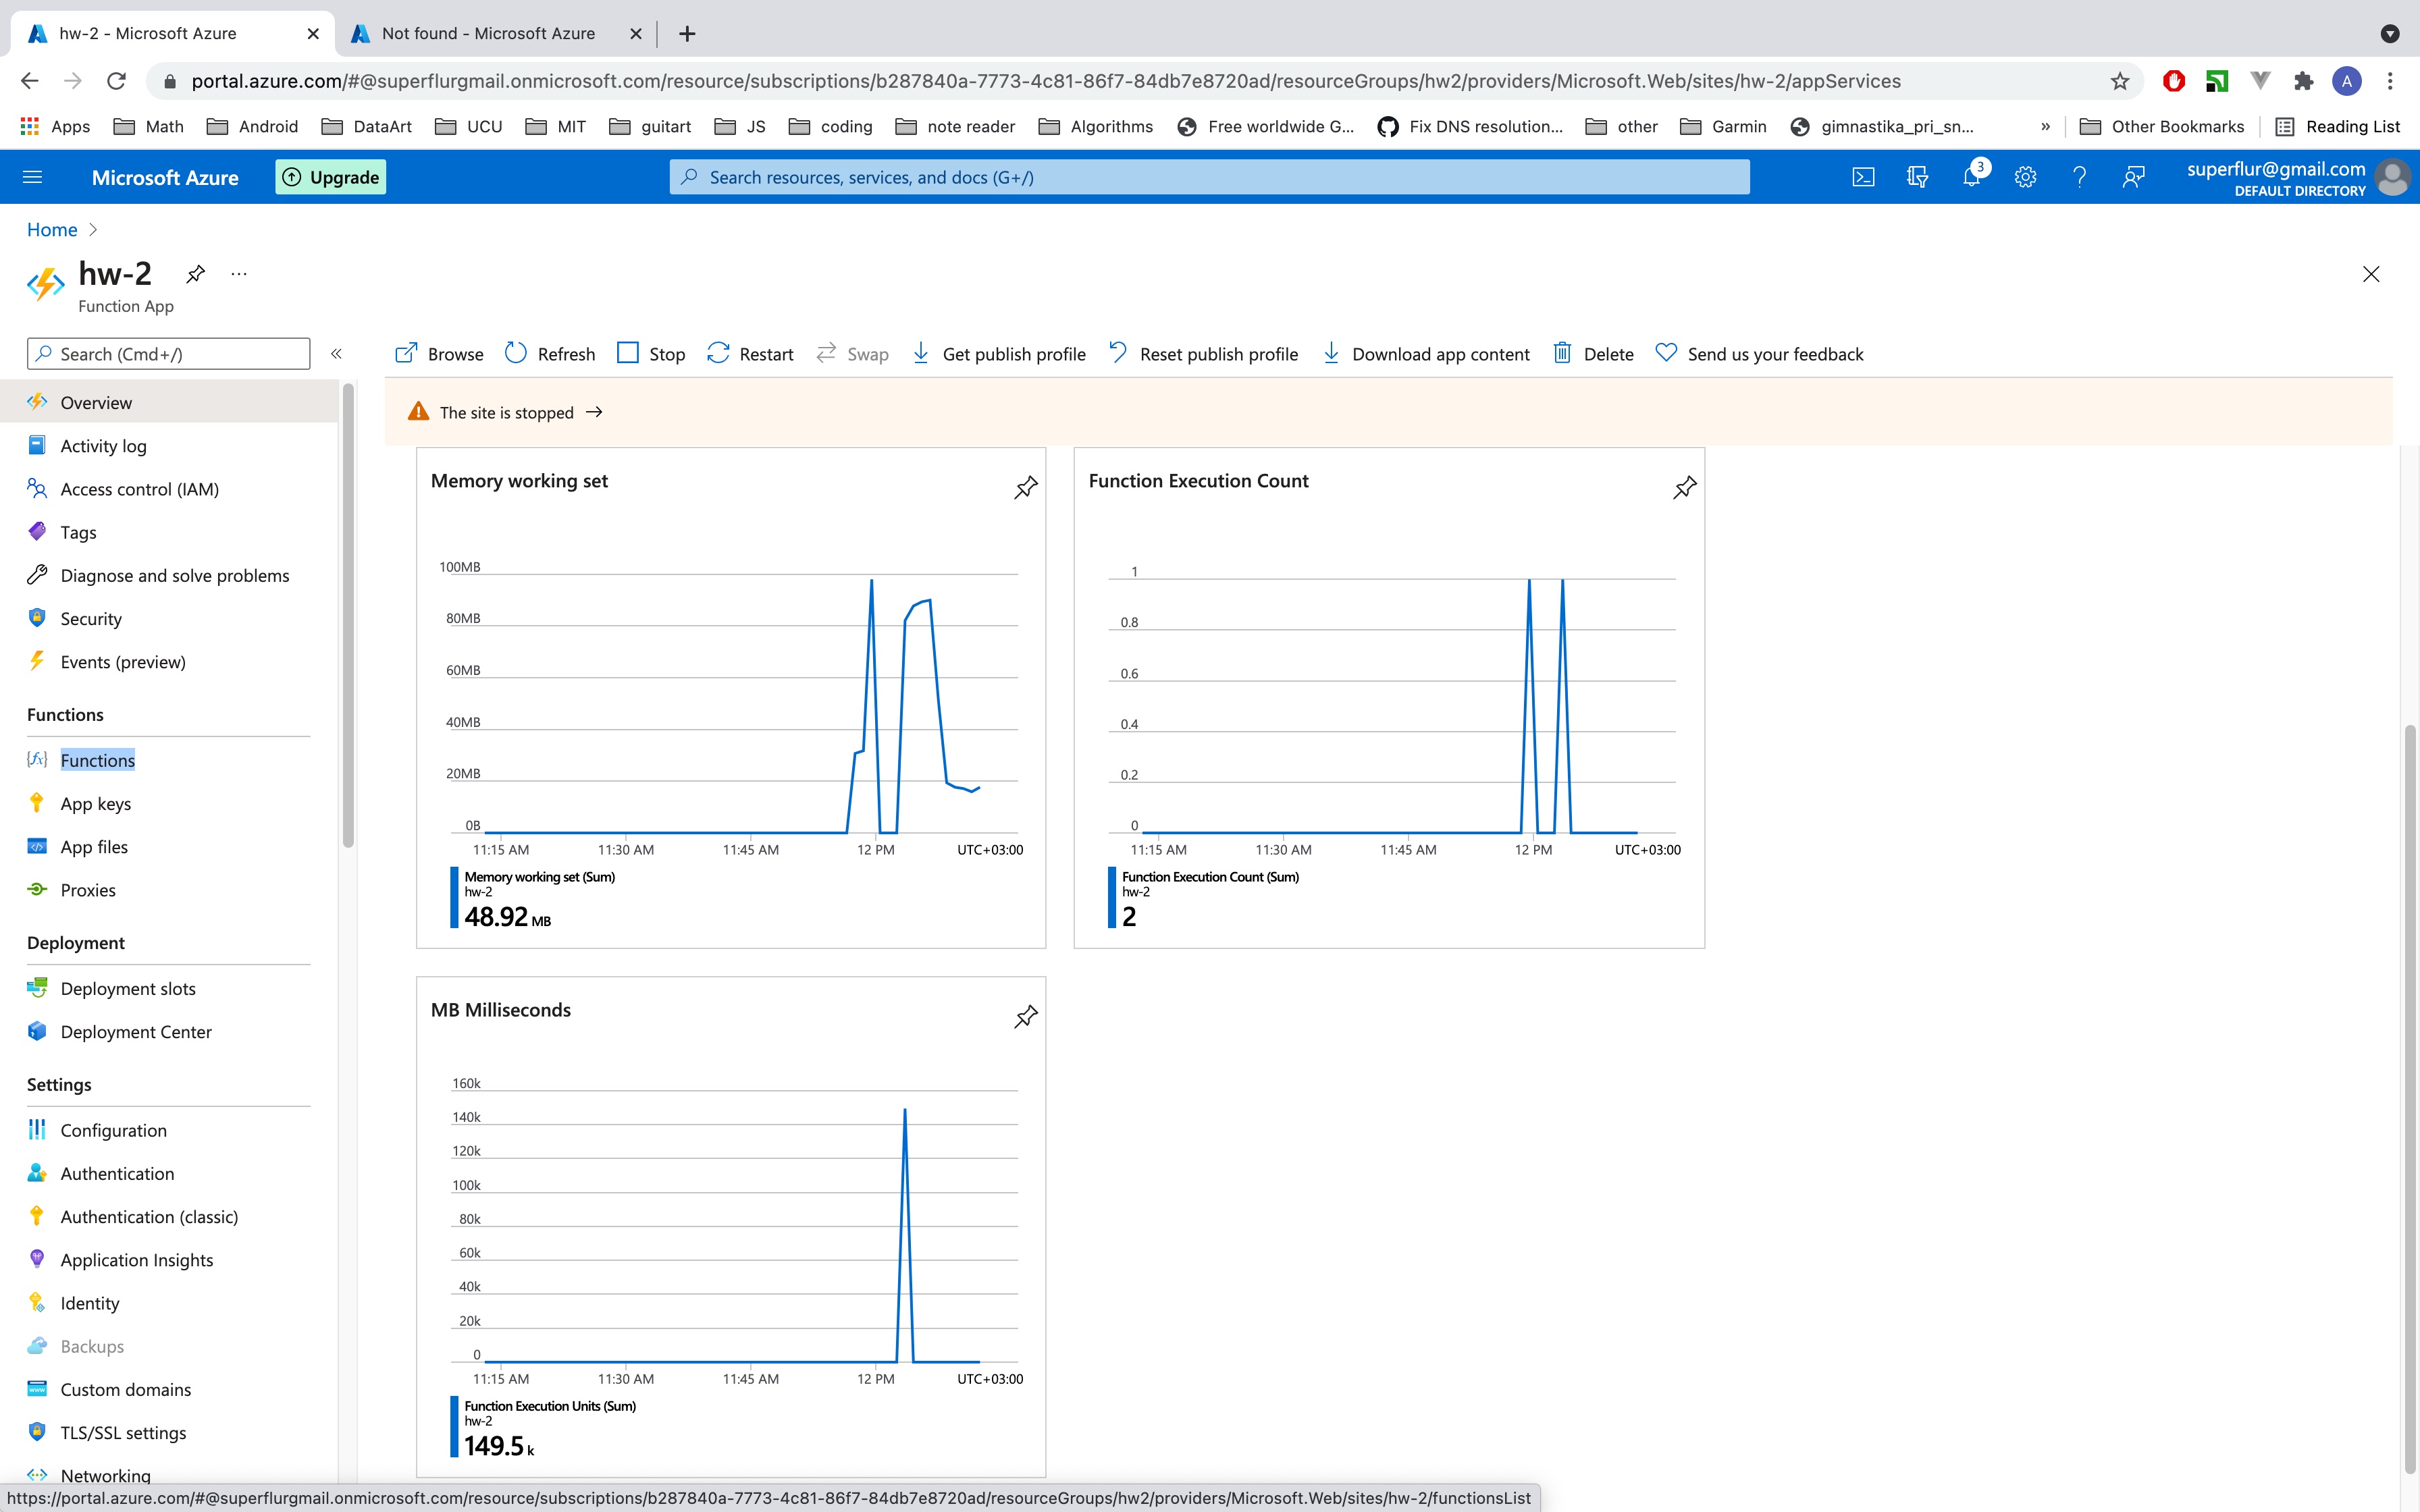 hw-2 - Microsoft Azure
Not found - Microsoft Azure
portal.azure.com/#@superflurgmail.onmicrosoft.com/resource/subscriptions/b287840a-7773-4c81-86f7-84db7e8720ad/resourceGroups/hw2/providers/Microsoft.Web/sites/hw-2/appServices
A
Apps Math Android DataArt UCU MIT guitart JS coding note reader Algorithms Free worldwide G... Fix DNS resolution... other Garmin gimnastika_pri_sn... » Other Bookmarks Reading List
Microsoft Azure
Upgrade
Search resources, services, and docs (G+/)
3
superflur@gmail.com
DEFAULT DIRECTORY
Home
hw-2
...
Function App
Search (Cmd+/)
«
Browse Refresh Stop Restart Swap Get publish profile Reset publish profile Download app content Delete Send us your feedback
The site is stopped →
Overview
Activity log
Access control (IAM)
Tags
Diagnose and solve problems
Security
Events (preview)
Functions
Functions
App keys
App files
Proxies
Deployment
Deployment slots
Deployment Center
Settings
Configuration
Authentication
Authentication (classic)
Application Insights
Identity
Backups
Custom domains
TLS/SSL settings
Networking
Memory working set
100MB
80MB
60MB
40MB
20MB
0B
11:15 AM 11:30 AM 11:45 AM 12 PM UTC+03:00
Memory working set (Sum)
hw-2
48.92 MB
Function Execution Count
1
0.8
0.6
0.4
0.2
0
11:15 AM 11:30 AM 11:45 AM 12 PM UTC+03:00
Function Execution Count (Sum)
hw-2
2
MB Milliseconds
160k
140k
120k
100k
80k
60k
40k
20k
0
11:15 AM 11:30 AM 11:45 AM 12 PM UTC+03:00
Function Execution Units (Sum)
hw-2
149.5 k
https://portal.azure.com/#@superflurgmail.onmicrosoft.com/resource/subscriptions/b287840a-7773-4c81-86f7-84db7e8720ad/resourceGroups/hw2/providers/Microsoft.Web/sites/hw-2/functionsList